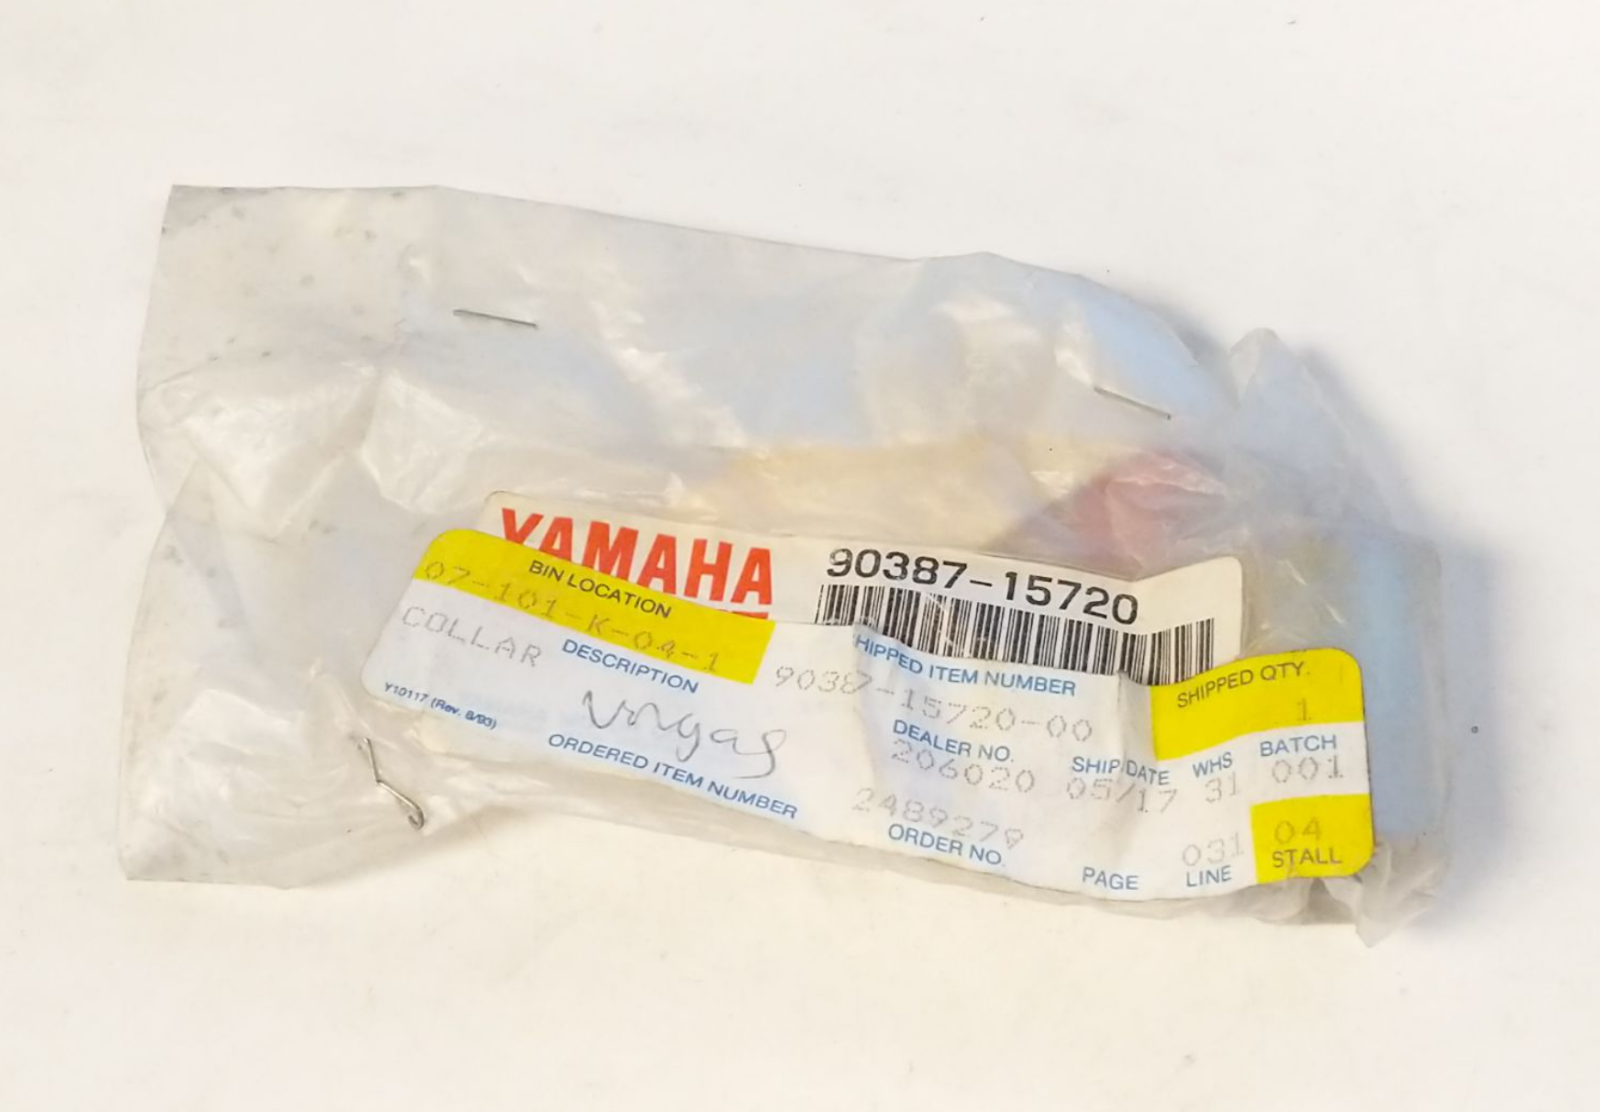 YAMAHA
90387-15720
BIN LOCATION
07-101-K-04-1
COLLAR
DESCRIPTION
Y10117 (Rev. 8/93)
Vargas
ORDERED ITEM NUMBER
SHIPPED ITEM NUMBER
90387-15720-00
SHIPPED QTY.
1
DEALER NO.
206020
SHIP DATE
05/17
WHS
31
BATCH
001
2489279
ORDER NO.
PAGE
031
LINE
04
STALL